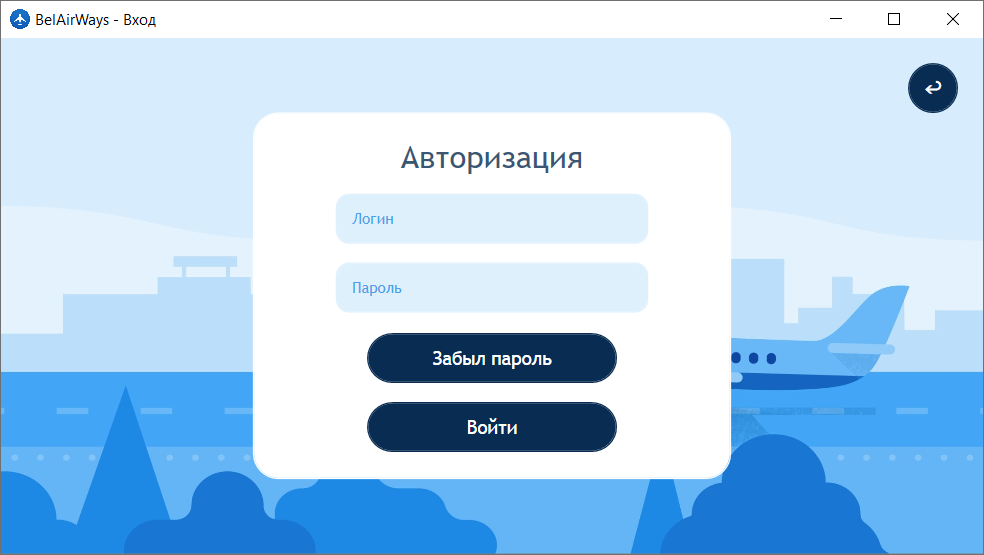 BelAirWays - Вход
Авторизация
Логин
Пароль
Забыл пароль
Войти